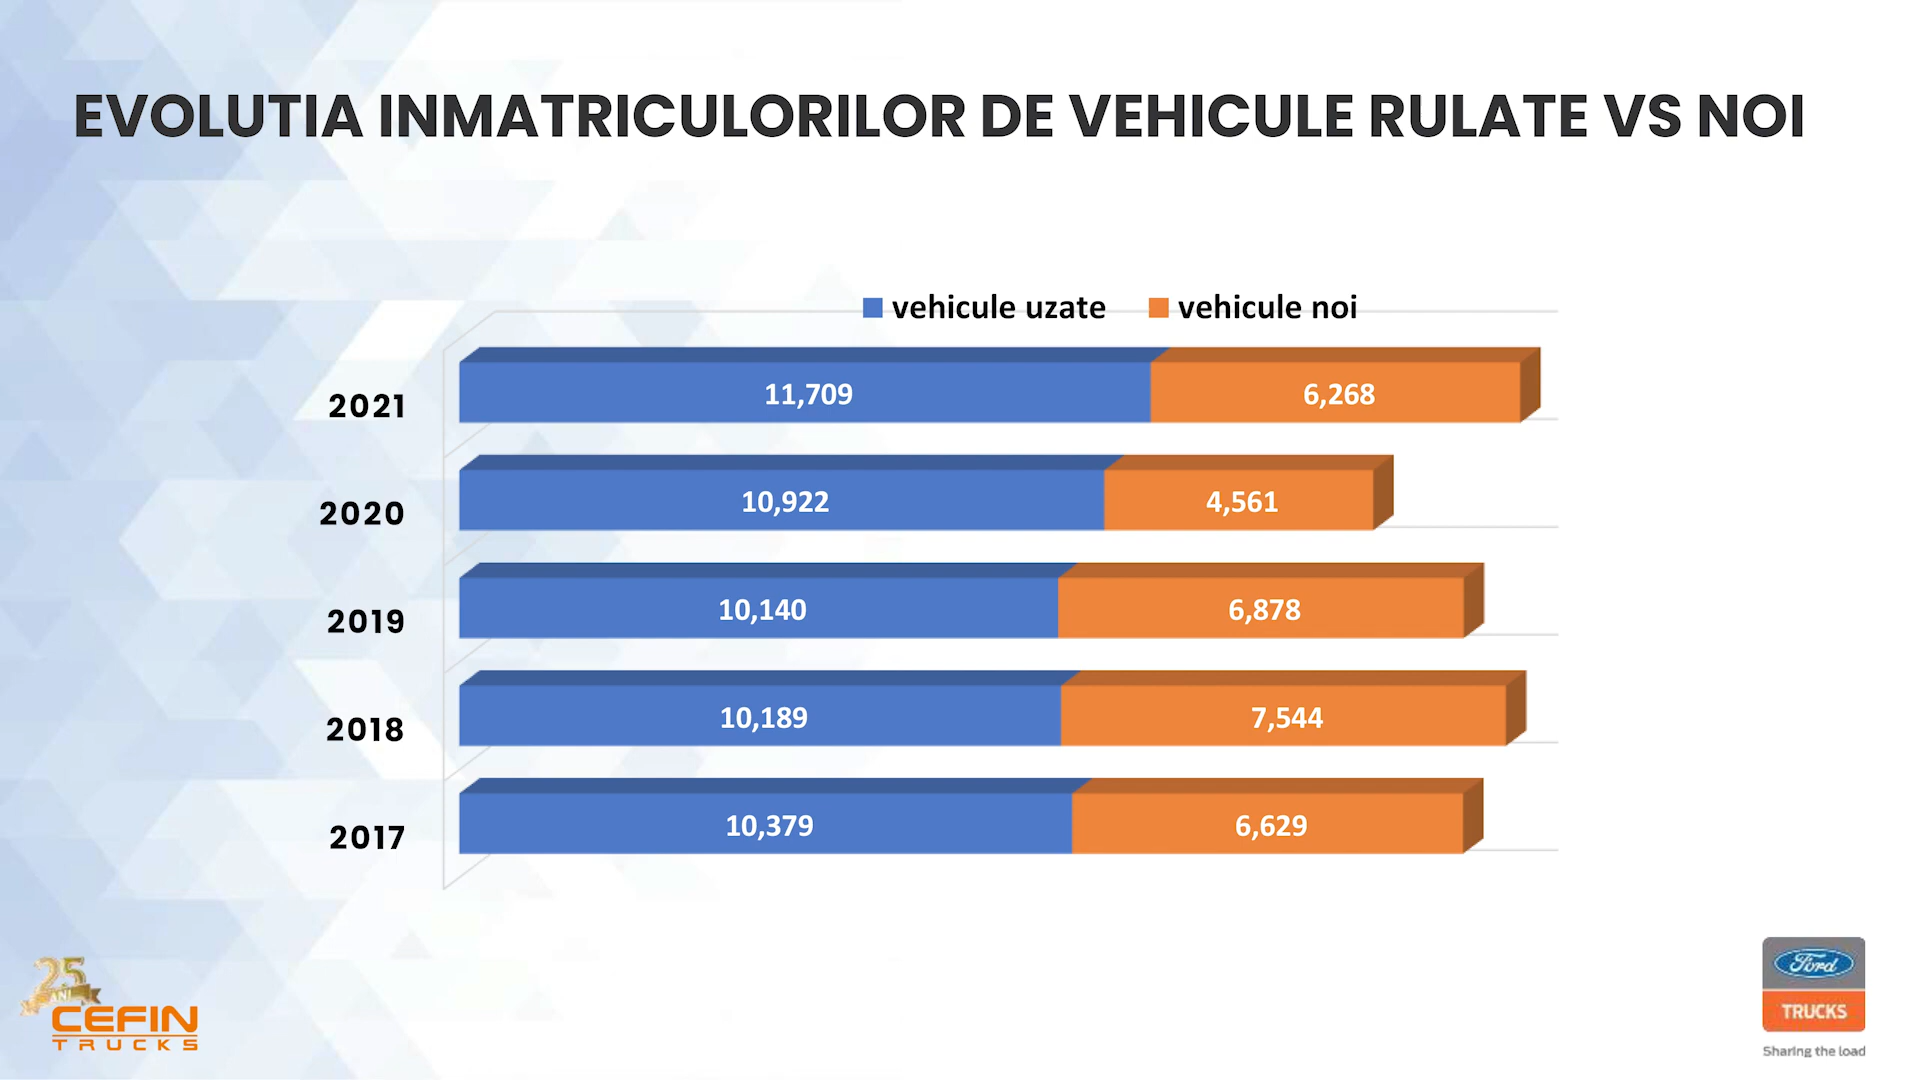 EVOLUTIA INMATRICULORILOR DE VEHICULE RULATE VS NOI
vehicule uzate vehicule noi
2021 11,709 6,268
2020 10,922 4,561
2019 10,140 6,878
2018 10,189 7,544
2017 10,379 6,629
25
ANI
CEFIN
TRUCKS
Ford
TRUCKS
Sharing the load